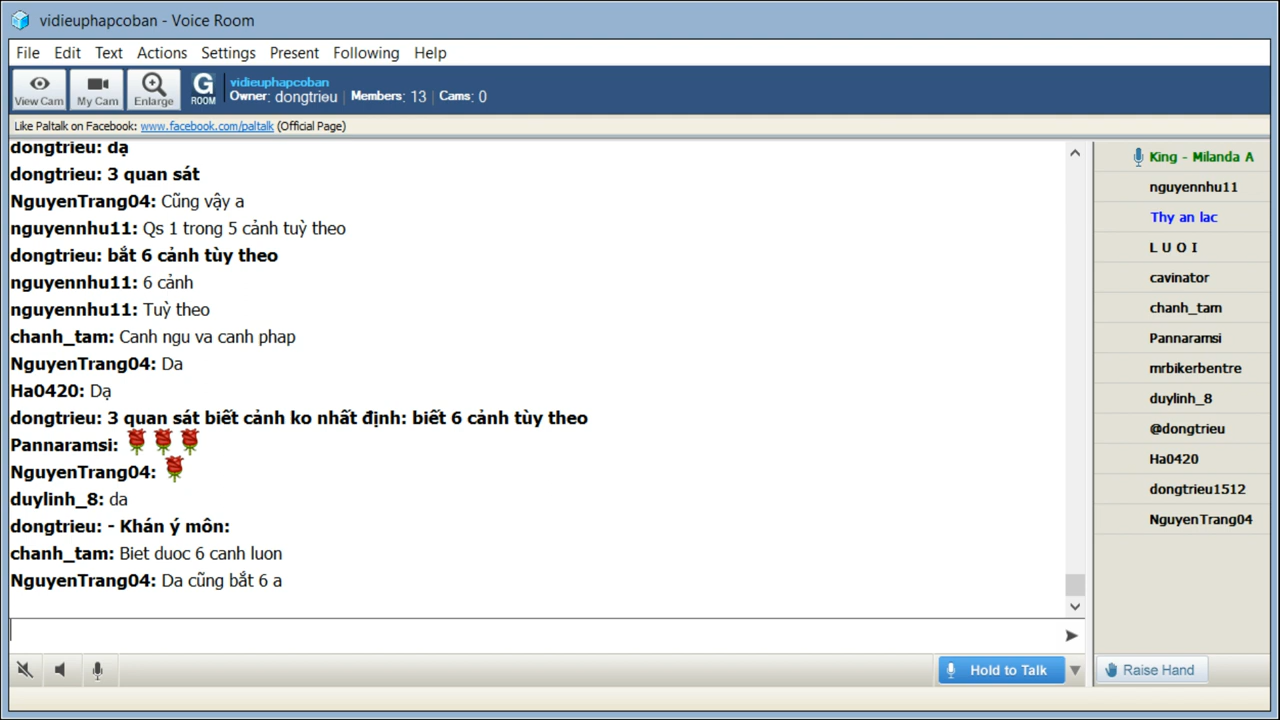 vidieuphapcoban - Voice Room
File Edit Text Actions Settings Present Following Help
View Cam
My Cam
Enlarge
G ROOM
vidieuphapcoban
Owner: dongtrieu | Members: 13 | Cams: 0
Like Paltalk on Facebook: www.facebook.com/paltalk (Official Page)
dongtrieu: dạ
dongtrieu: 3 quan sát
NguyenTrang04: Cũng vậy a
nguyennhu11: Qs 1 trong 5 cảnh tuỳ theo
dongtrieu: bắt 6 cảnh tùy theo
nguyennhu11: 6 cảnh
nguyennhu11: Tuỳ theo
chanh_tam: Canh ngu va canh phap
NguyenTrang04: Da
Ha0420: Dạ
dongtrieu: 3 quan sát biết cảnh ko nhất định: biết 6 cảnh tùy theo
Pannaramsi:
NguyenTrang04:
duylinh_8: da
dongtrieu: - Khán ý môn:
chanh_tam: Biet duoc 6 canh luon
NguyenTrang04: Da cũng bắt 6 a
King - Milanda A
nguyennhu11
Thy an lac
L U O I
cavinator
chanh_tam
Pannaramsi
mrbikerbentre
duylinh_8
@dongtrieu
Ha0420
dongtrieu1512
NguyenTrang04
Hold to Talk
Raise Hand